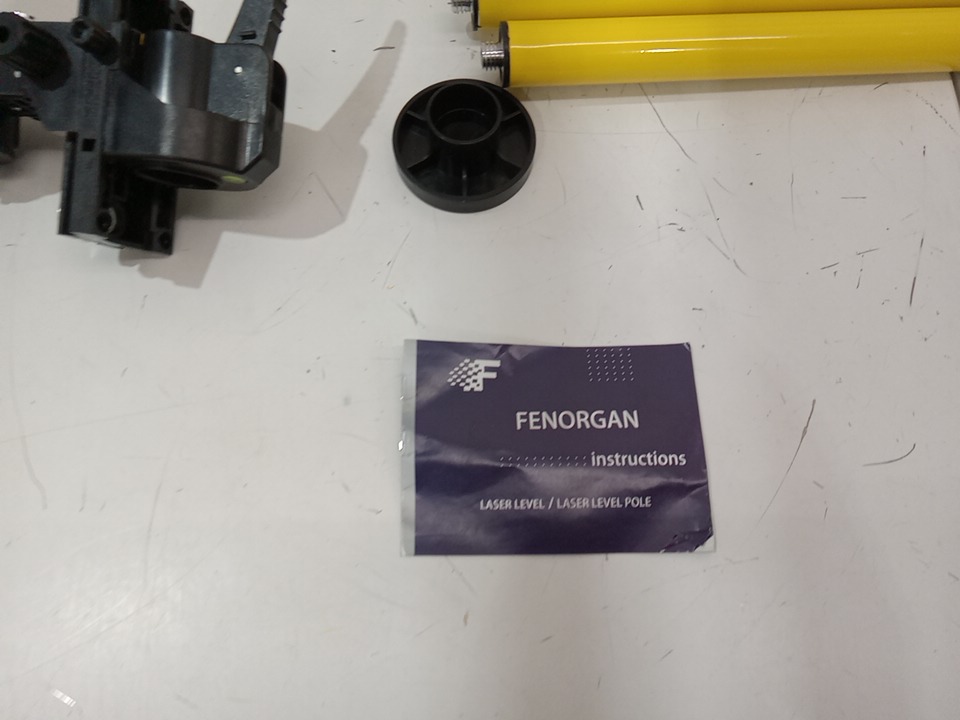 F
FENORGAN
instructions
LASER LEVEL / LASER LEVEL POLE